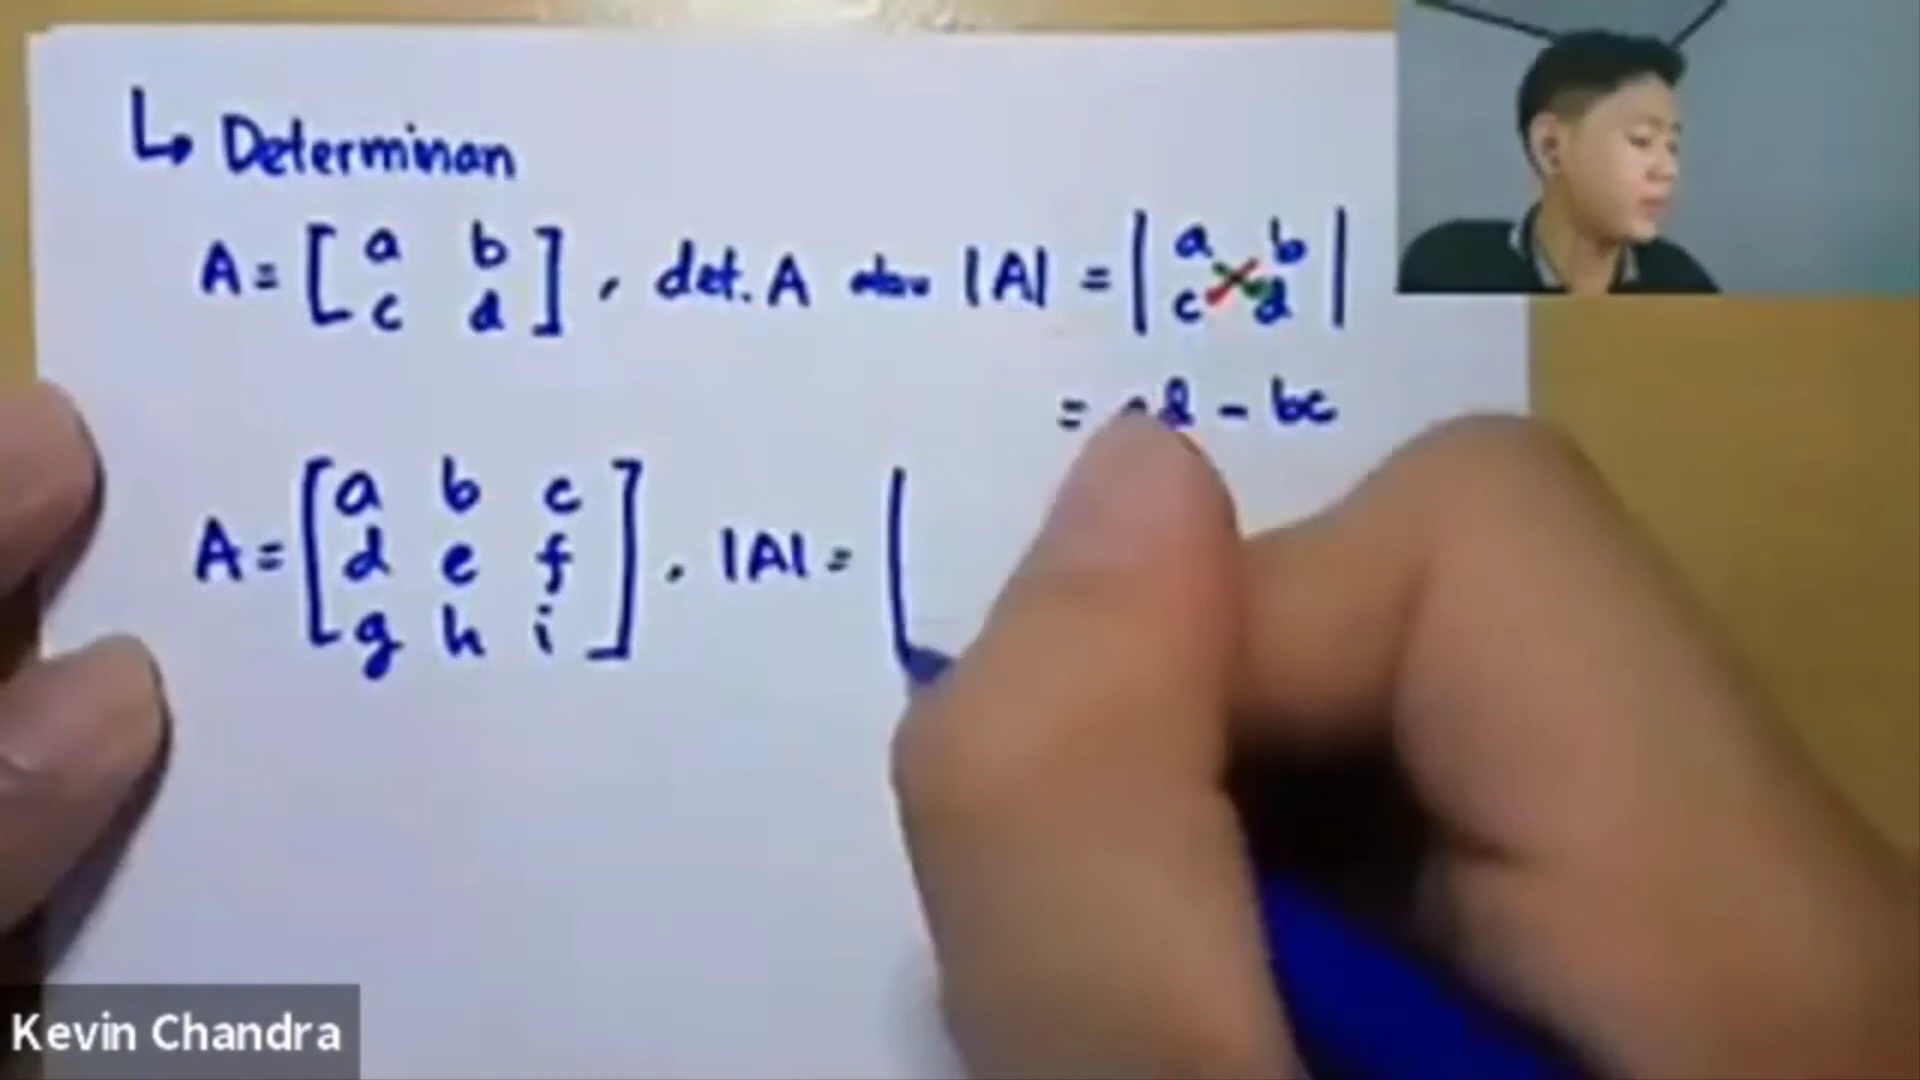 ↳ Determinan
A = [ a b
c d ] , det. A atau |A| = | a b
c d |
= ad - bc
A = [ a b c
d e f
g h i ] , |A| = |
Kevin Chandra